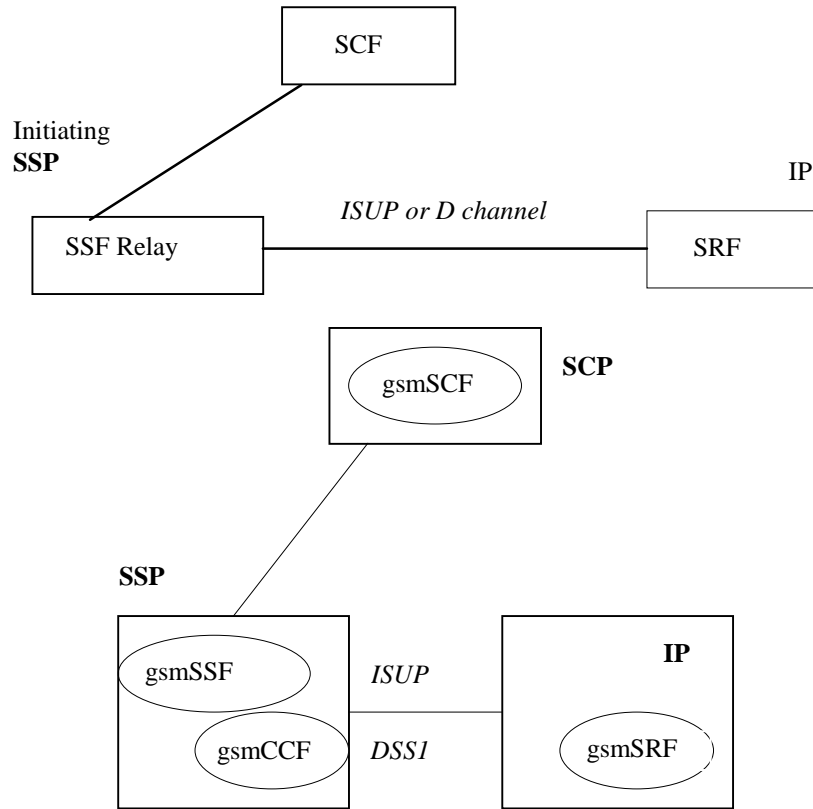 SCF
Initiating
SSP
IP
ISUP or D channel
SSF Relay
SRF
gsmSCF
SCP
SSP
IP
gsmSSF
ISUP
gsmCCF
DSS1
gsmSRF